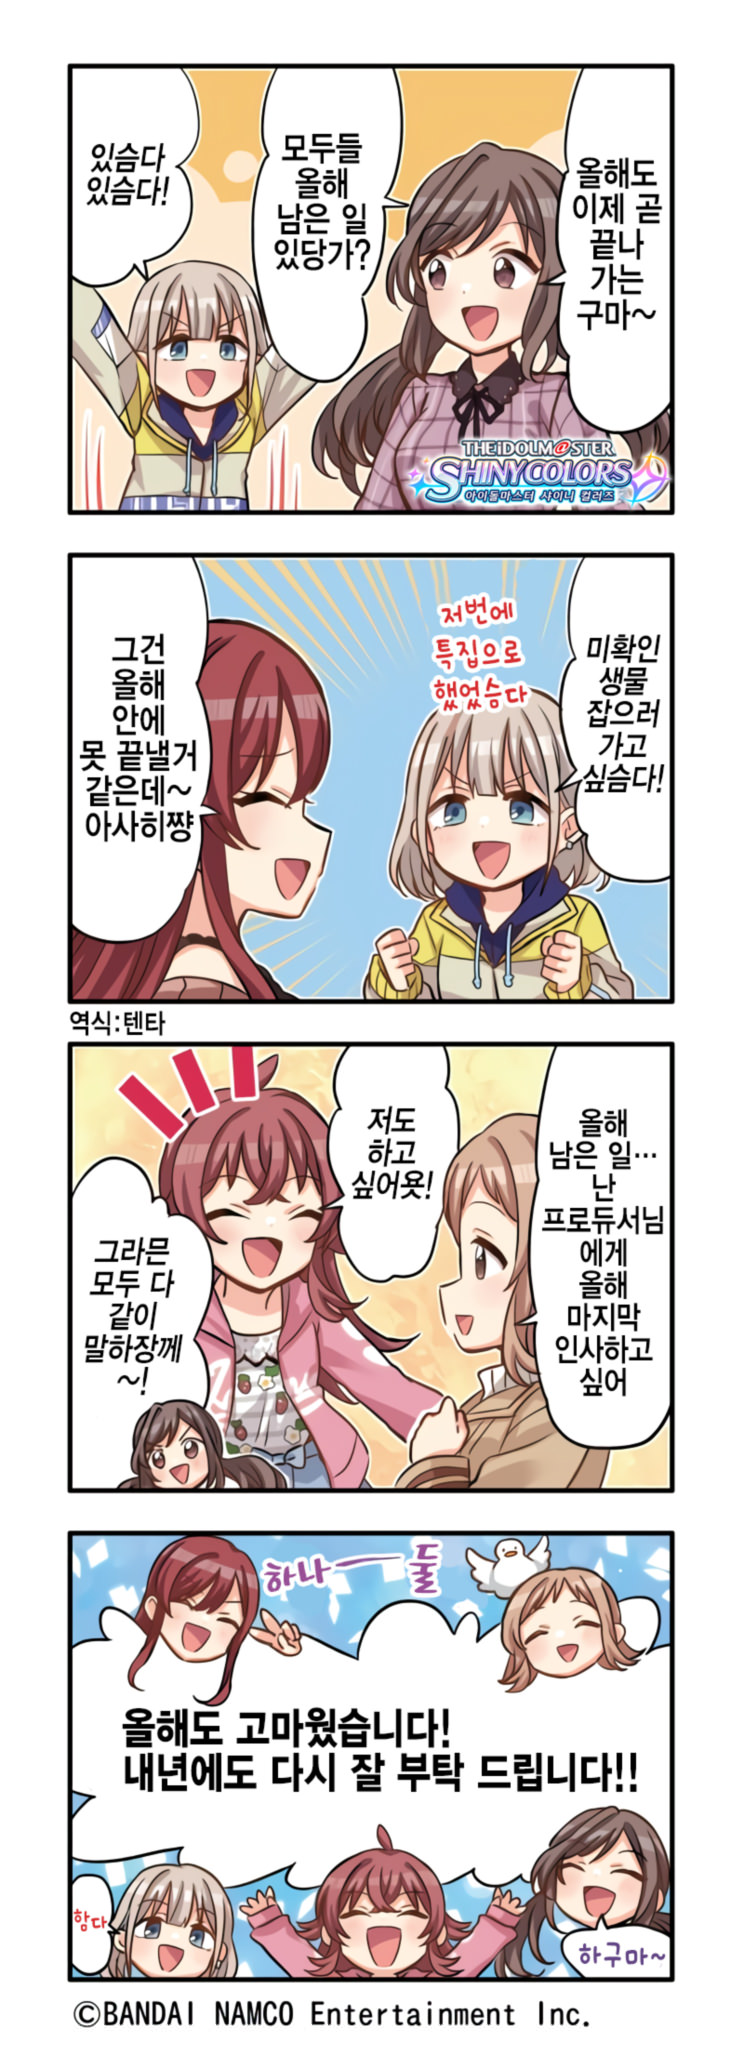 올해도
이제 곧
끝나
가는
구마~
모두들
올해
남은 일
있당가?
있슴다
있슴다!
THE iDOLM@STER
SHINY COLORS
아이돌마스터 샤이니 컬러즈
미확인
생물
잡으러
가고
싶슴다!
저번에
특집으로
했었슴다
그건
올해
안에
못 끝낼거
같은데~
아사히쨩
역식:텐타
올해
남은 일…
난
프로듀서님
에게
올해
마지막
인사하고
싶어
저도
하고
싶어욧!
그라믄
모두 다
같이
말하장께
~!
하나ー둘
올해도 고마웠습니다!
내년에도 다시 잘 부탁 드립니다!!
함다
하구마~
©BANDAI NAMCO Entertainment Inc.